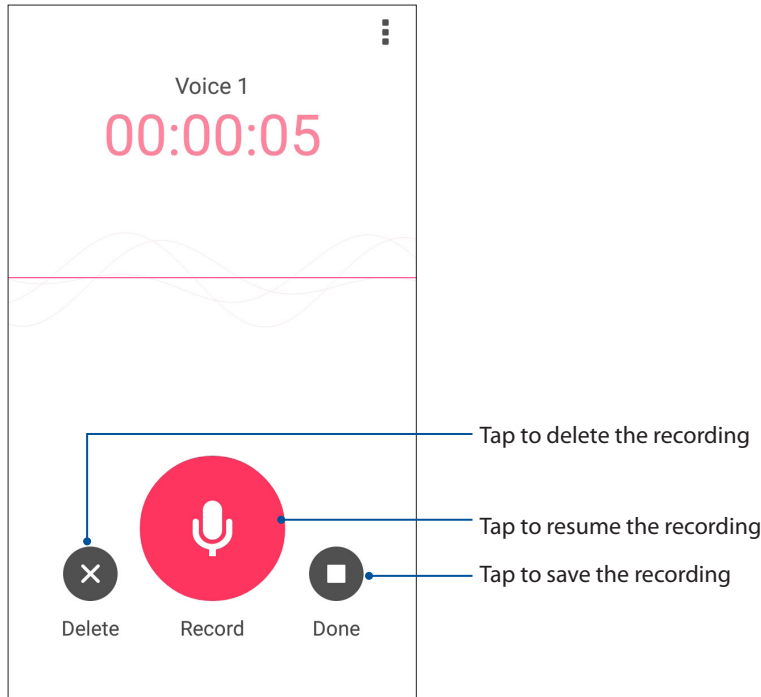 Voice 1
00:00:05
Tap to delete the recording
Tap to resume the recording
Tap to save the recording
Delete Record Done